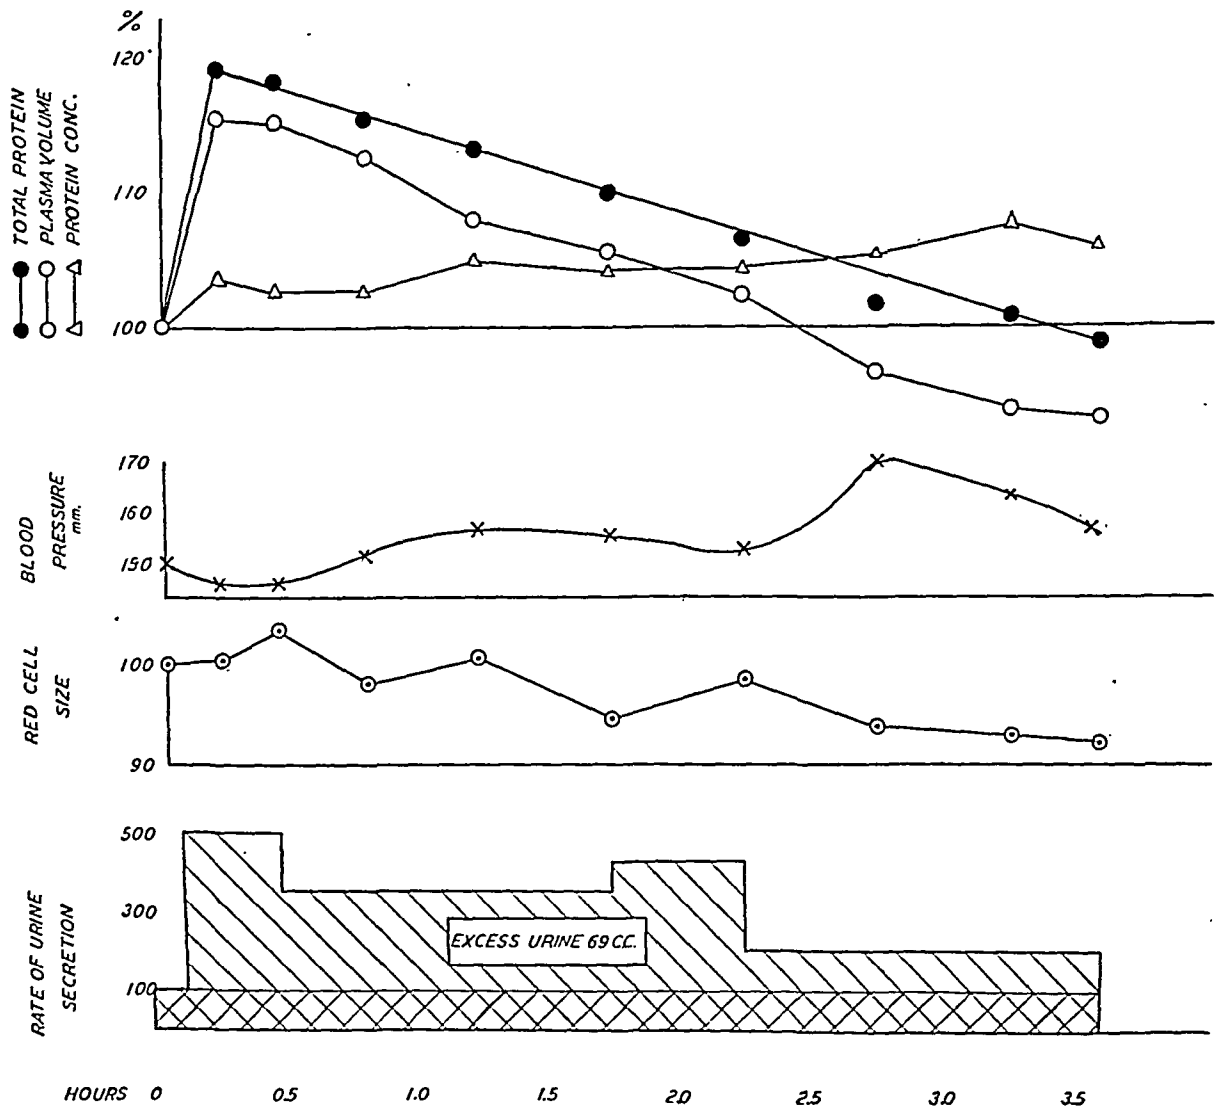 %
120
110
100
TOTAL PROTEIN
PLASMA VOLUME
PROTEIN CONC.
170
160
150
BLOOD
PRESSURE
mm.
100
90
RED CELL
SIZE
500
300
100
RATE OF URINE
SECRETION
EXCESS URINE 69 CC.
HOURS 0 0.5 1.0 1.5 2.0 2.5 3.0 3.5